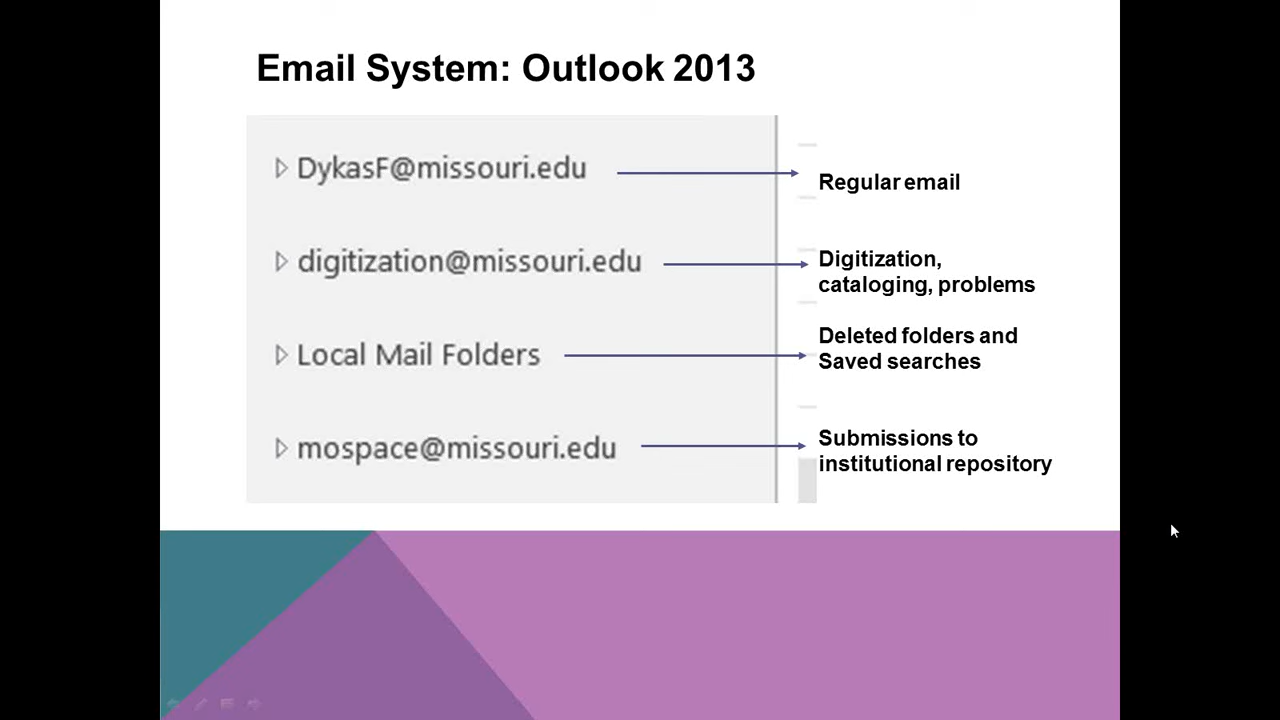 Email System: Outlook 2013
DykasF@missouri.edu
Regular email
digitization@missouri.edu
Digitization,
cataloging, problems
Local Mail Folders
Deleted folders and
Saved searches
mospace@missouri.edu
Submissions to
institutional repository